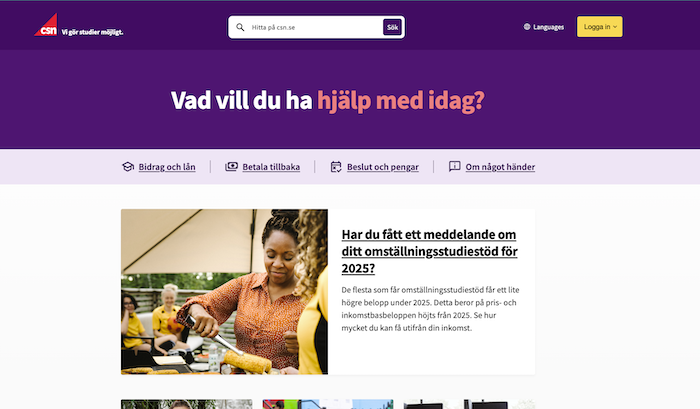 csn
Vi gör studier möjligt.
Hitta på csn.se
Sök
Languages
Logga in
Vad vill du ha hjälp med idag?
Bidrag och lån
Betala tillbaka
Beslut och pengar
Om något händer
Har du fått ett meddelande om
ditt omställningsstudiestöd för
2025?
De flesta som får omställningsstudiestöd får ett lite
högre belopp under 2025. Detta beror på pris- och
inkomstbasbeloppen höjts från 2025. Se hur
mycket du kan få utifrån din inkomst.